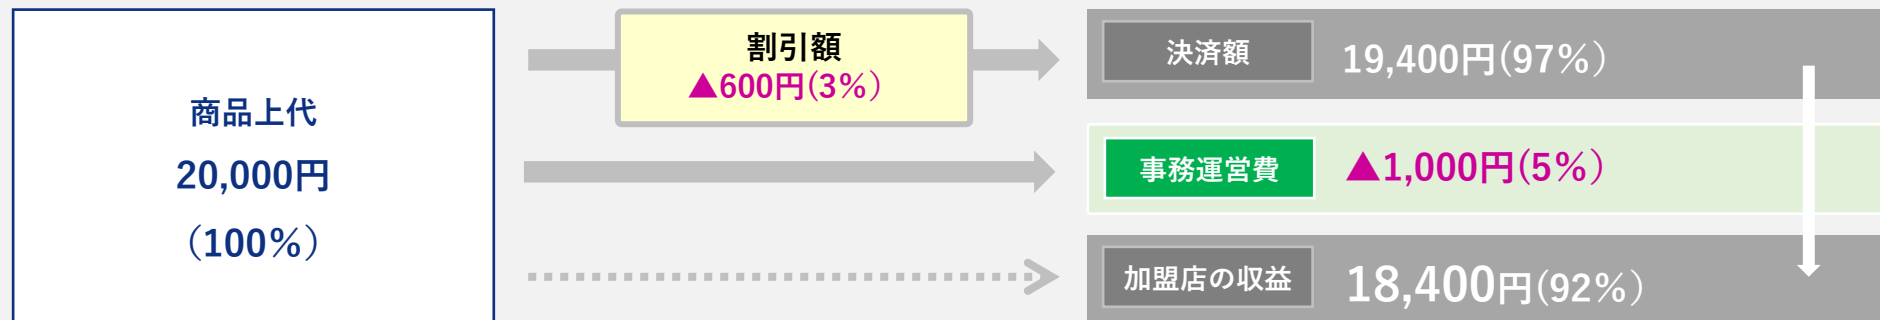 商品上代
20,000円
（100％）
割引額
▲600円(3％)
決済額
19,400円(97％)
事務運営費
▲1,000円(5％)
加盟店の収益
18,400円(92％)